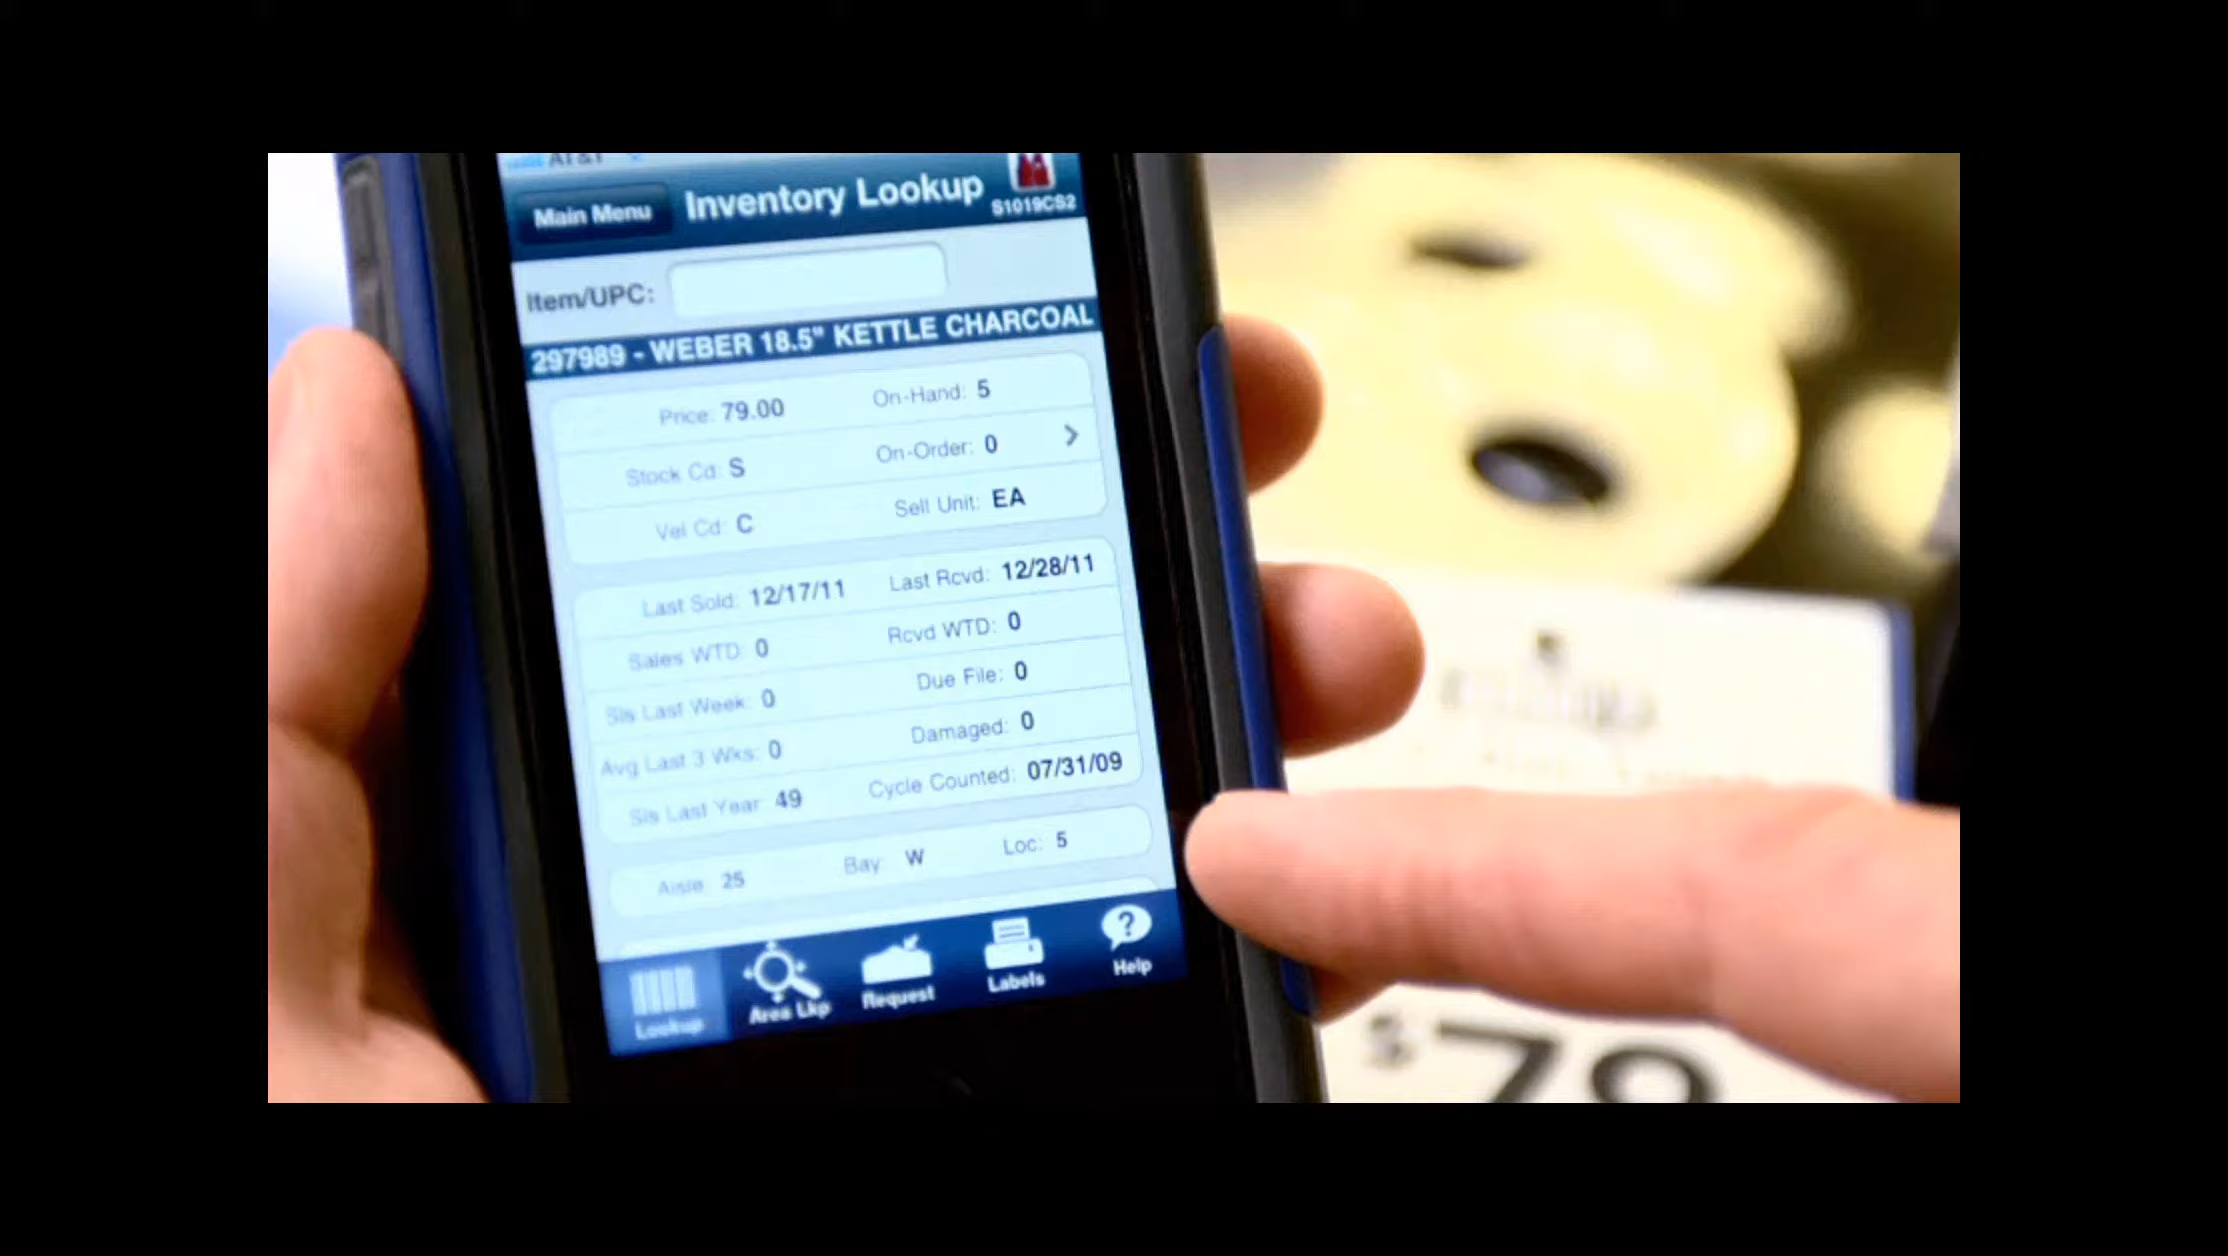 AT&T
Main Menu Inventory Lookup S1019CS2
Item/UPC:
297989 - WEBER 18.5" KETTLE CHARCOAL
Price: 79.00 On-Hand: 5
Stock Cd: S On-Order: 0
Vel Cd: C Sell Unit: EA
Last Sold: 12/17/11 Last Rcvd: 12/28/11
Sales WTD: 0 Rcvd WTD: 0
Sls Last Week: 0 Due File: 0
Avg Last 3 Wks: 0 Damaged: 0
Sls Last Year: 49 Cycle Counted: 07/31/09
Aisle: 25 Bay: W Loc: 5
Lookup Area Lkp Request Labels Help
$79